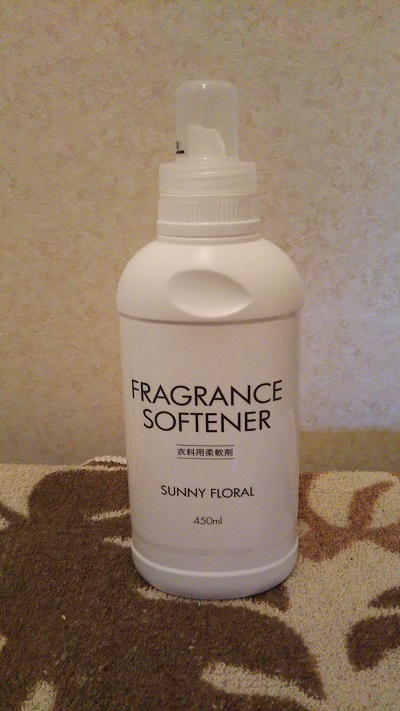 FRAGRANCE
SOFTENER
衣料用柔軟剤
SUNNY FLORAL
450ml